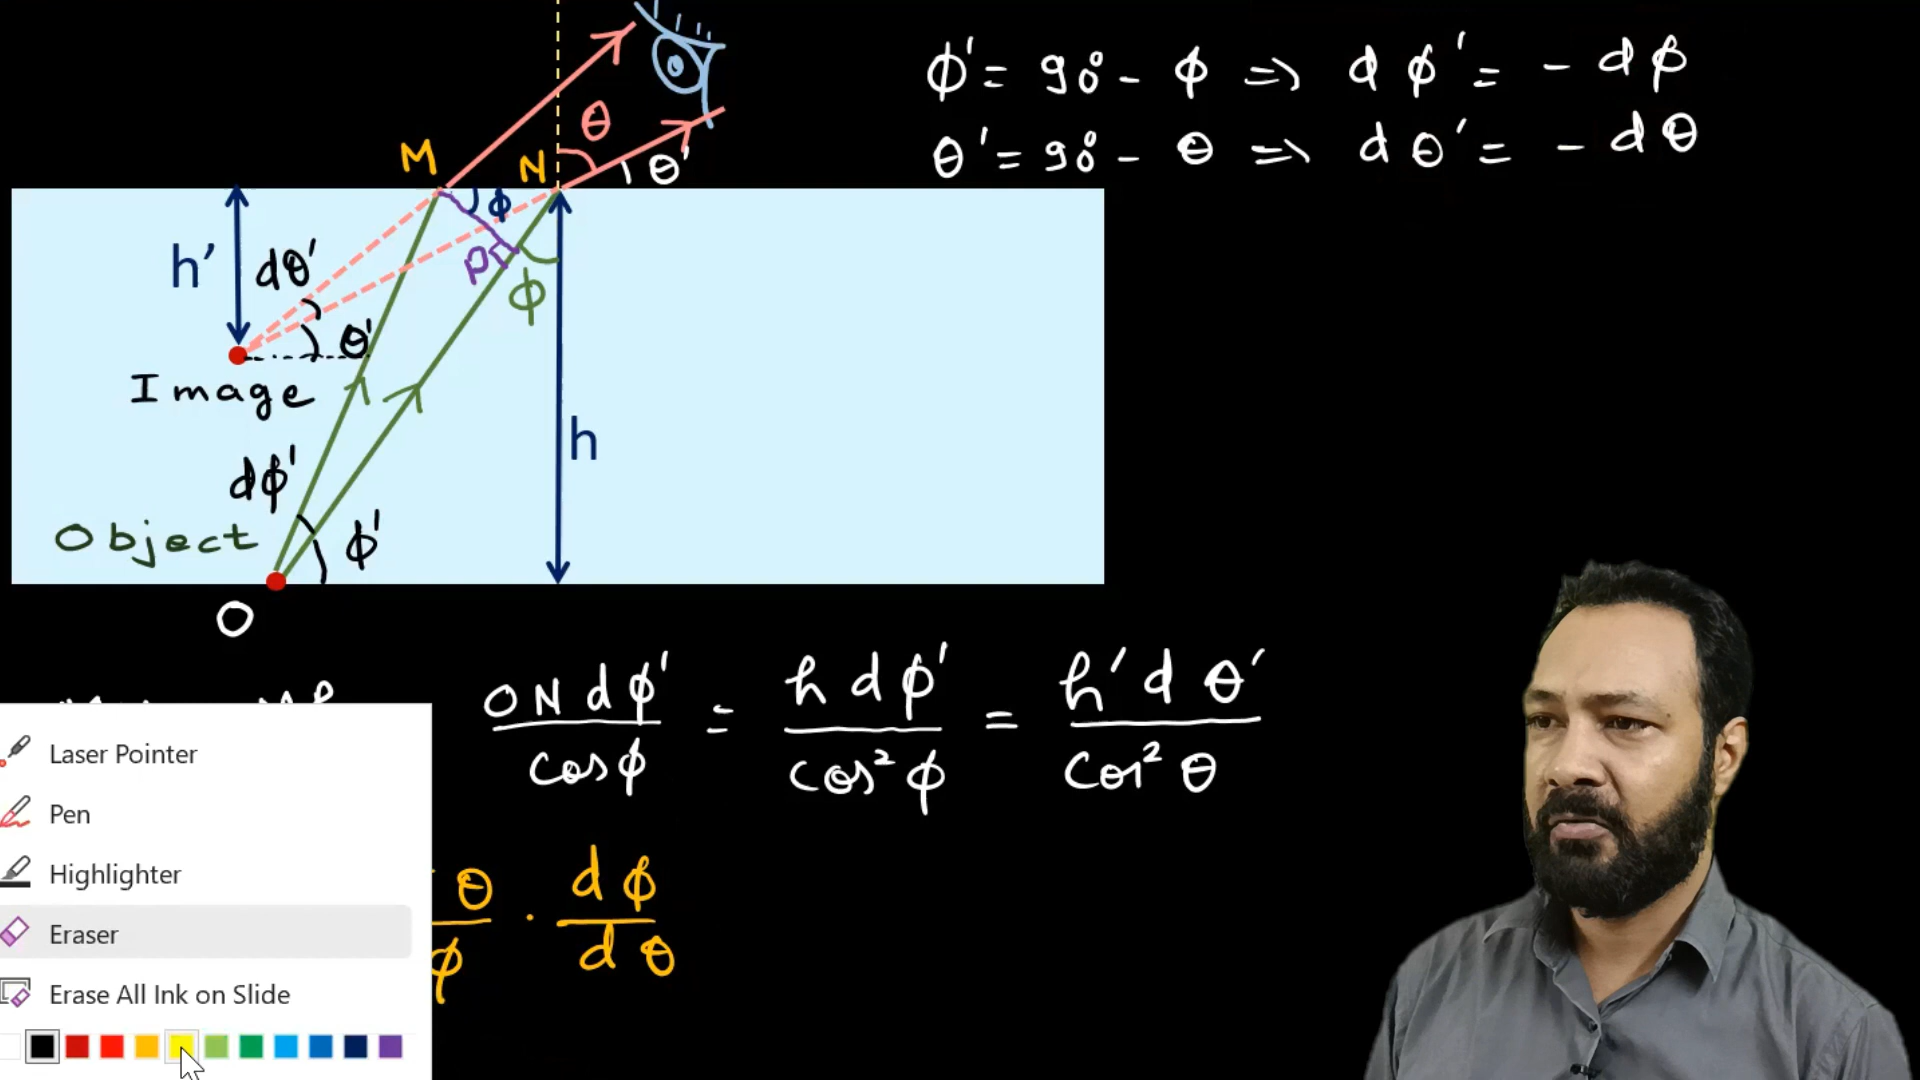 ϕ' = 90° - ϕ => dϕ' = - dϕ
θ' = 90° - θ => dθ' = - dθ
θ
M
N
θ'
ϕ
h'
dθ'
P
ϕ
θ'
Image
h
dϕ'
Object
ϕ'
O
ON dϕ' / cosϕ = h dϕ' / cos² ϕ = h' dθ' / cos² θ
θ / ϕ · dϕ / dθ
Laser Pointer
Pen
Highlighter
Eraser
Erase All Ink on Slide